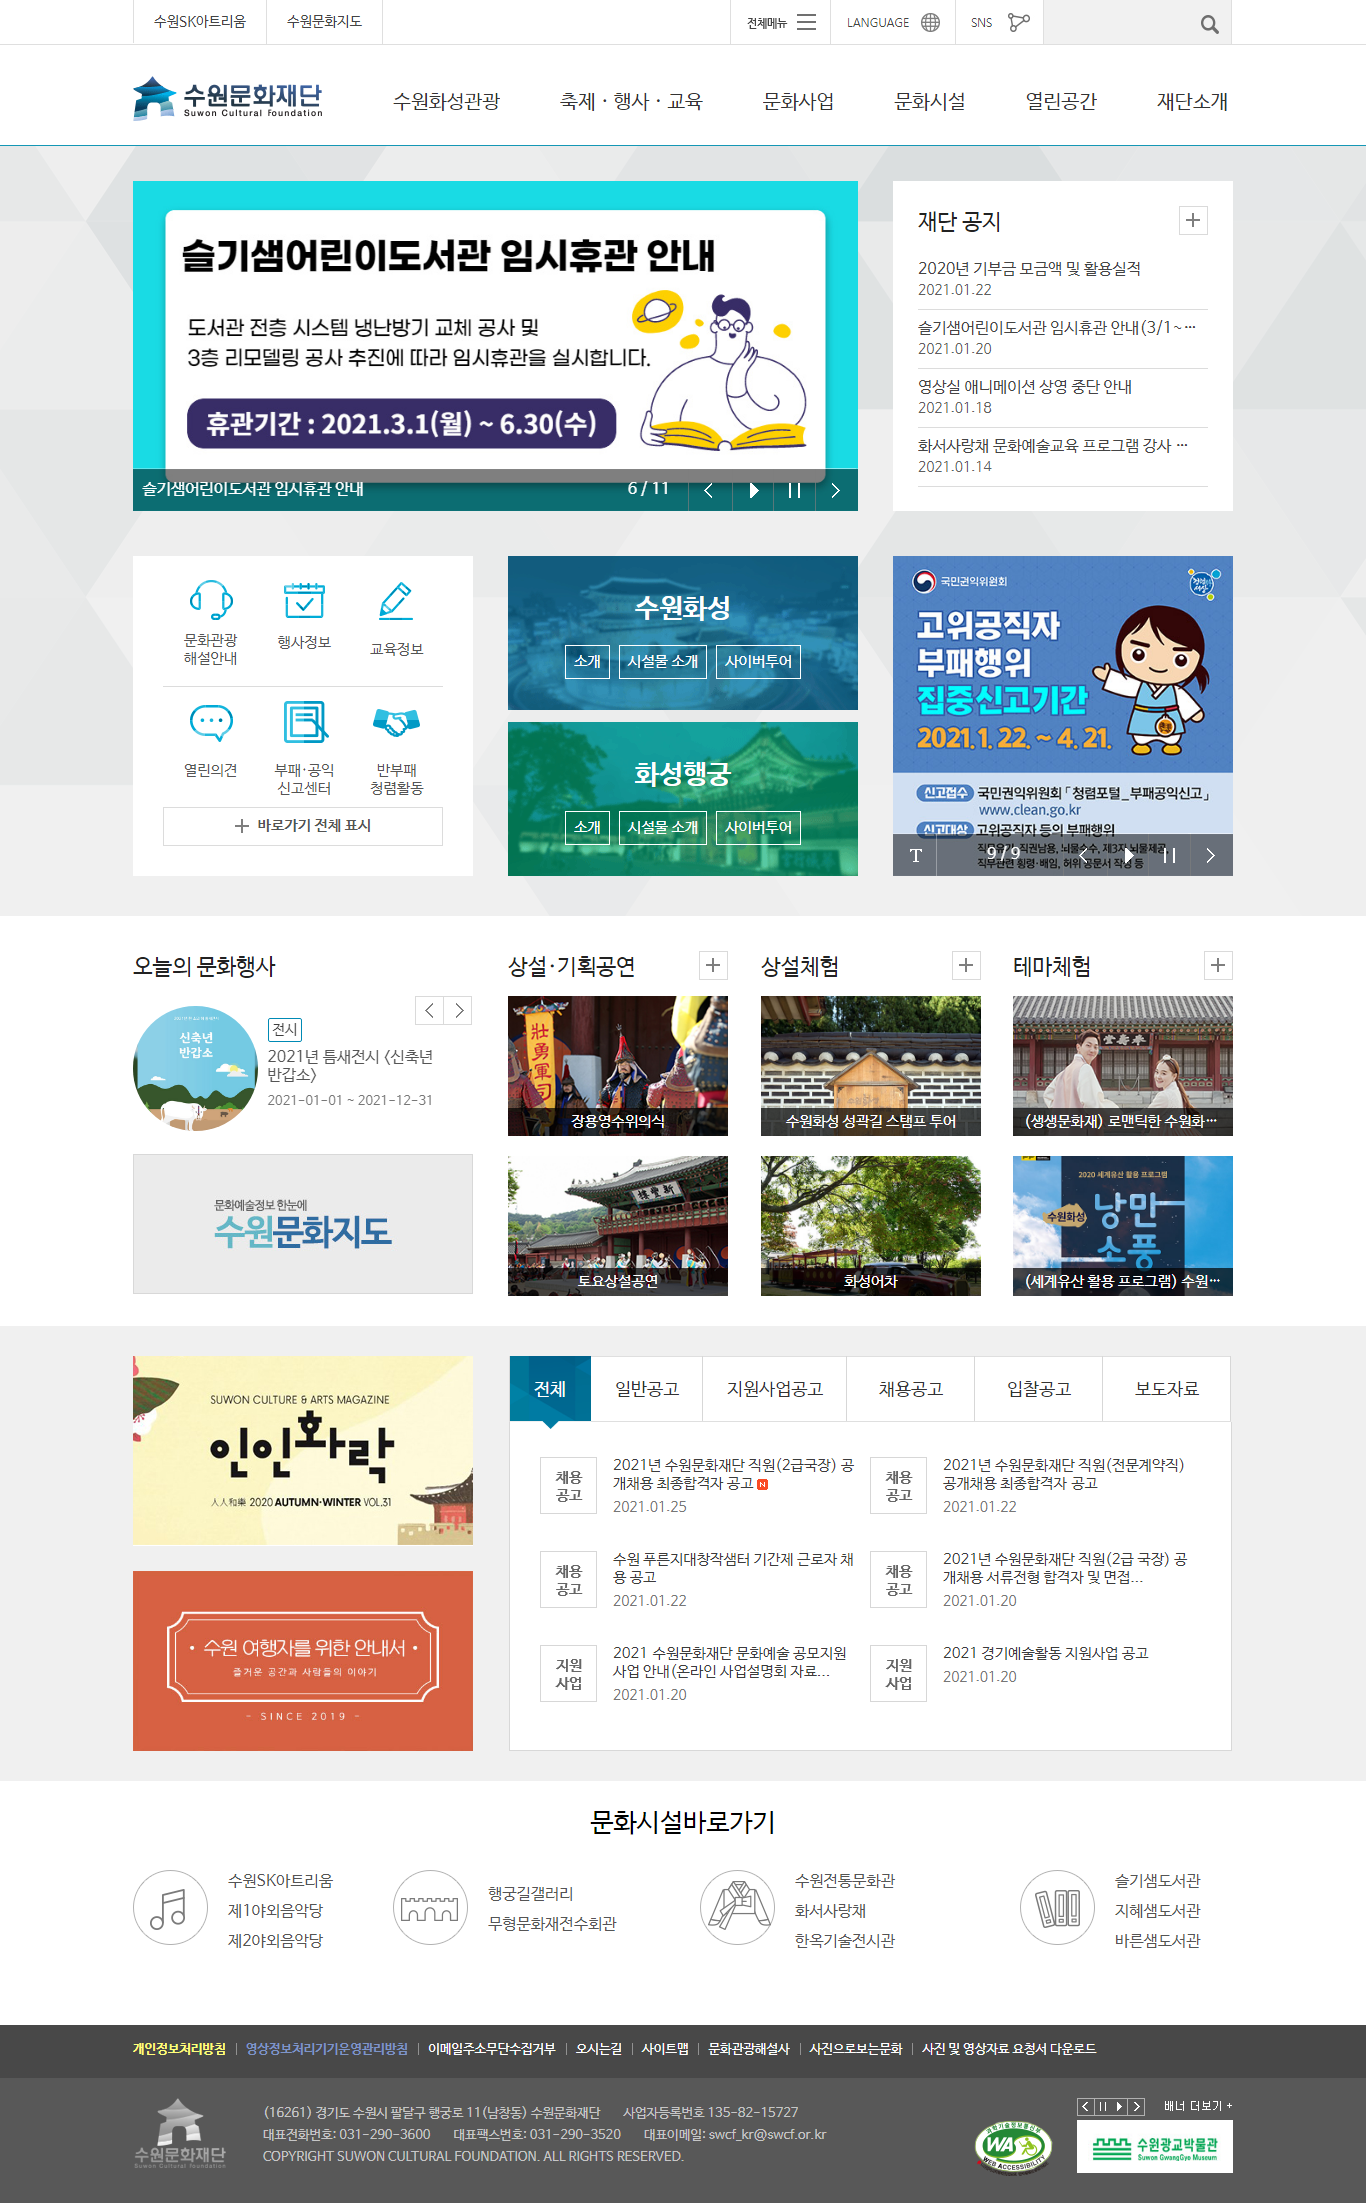 수원SK아트리움
수원문화지도
전체메뉴
LANGUAGE
SNS
수원문화재단
Suwon Cultural Foundation
수원화성관광
축제 · 행사 · 교육
문화사업
문화시설
열린공간
재단소개
슬기샘어린이도서관 임시휴관 안내
도서관 전층 시스템 냉난방기 교체 공사 및
3층 리모델링 공사 추진에 따라 임시휴관을 실시합니다.
휴관기간 : 2021.3.1(월) ~ 6.30(수)
슬기샘어린이도서관 임시휴관 안내
6 / 11
재단 공지
2020년 기부금 모금액 및 활용실적
2021.01.22
슬기샘어린이도서관 임시휴관 안내(3/1~…
2021.01.20
영상실 애니메이션 상영 중단 안내
2021.01.18
화서사랑채 문화예술교육 프로그램 강사 …
2021.01.14
문화관광
해설안내
행사정보
교육정보
열린의견
부패·공익
신고센터
반부패
청렴활동
바로가기 전체 표시
수원화성
소개
시설물 소개
사이버투어
화성행궁
소개
시설물 소개
사이버투어
국민권익위원회
고위공직자
부패행위
집중신고기간
2021. 1. 22. ~ 4. 21.
신고접수 국민권익위원회「청렴포털_부패공익신고」
www.clean.go.kr
신고대상 고위공직자 등의 부패행위
T
9 / 9
오늘의 문화행사
전시
2021년 틈새전시 <신축년
반갑소>
2021-01-01 ~ 2021-12-31
신축년
반갑소
문화예술정보 한눈에
수원문화지도
상설·기획공연
壯勇軍司
장용영수위의식
토요상설공연
상설체험
수원화성 성곽길 스탬프 투어
화성어차
테마체험
(생생문화재) 로맨틱한 수원화…
2020 세계유산 활용 프로그램
수원화성
낭만
소풍
(세계유산 활용 프로그램) 수원…
SUWON CULTURE & ARTS MAGAZINE
인인화락
人人和樂 2020 AUTUMN·WINTER VOL.31
수원 여행자를 위한 안내서
즐거운 공간과 사람들의 이야기
- SINCE 2019 -
전체
일반공고
지원사업공고
채용공고
입찰공고
보도자료
채용
공고
2021년 수원문화재단 직원(2급국장) 공
개채용 최종합격자 공고 N
2021.01.25
채용
공고
2021년 수원문화재단 직원(전문계약직)
공개채용 최종합격자 공고
2021.01.22
채용
공고
수원 푸른지대창작샘터 기간제 근로자 채
용 공고
2021.01.22
채용
공고
2021년 수원문화재단 직원(2급 국장) 공
개채용 서류전형 합격자 및 면접...
2021.01.20
지원
사업
2021 수원문화재단 문화예술 공모지원
사업 안내(온라인 사업설명회 자료...
2021.01.20
지원
사업
2021 경기예술활동 지원사업 공고
2021.01.20
문화시설바로가기
수원SK아트리움
제1야외음악당
제2야외음악당
행궁길갤러리
무형문화재전수회관
수원전통문화관
화서사랑채
한옥기술전시관
슬기샘도서관
지혜샘도서관
바른샘도서관
개인정보처리방침
영상정보처리기기운영관리방침
이메일주소무단수집거부
오시는길
사이트맵
문화관광해설사
사진으로보는문화
사진 및 영상자료 요청서 다운로드
수원문화재단
Suwon Cultural Foundation
(16261) 경기도 수원시 팔달구 행궁로 11(남창동) 수원문화재단 사업자등록번호 135-82-15727
대표전화번호: 031-290-3600 대표팩스번호: 031-290-3520 대표이메일: swcf_kr@swcf.or.kr
COPYRIGHT SUWON CULTURAL FOUNDATION. ALL RIGHTS RESERVED.
WA
WEB ACCESSIBILITY
배너 더보기 +
수원광교박물관
Suwon GwangGyo Museum